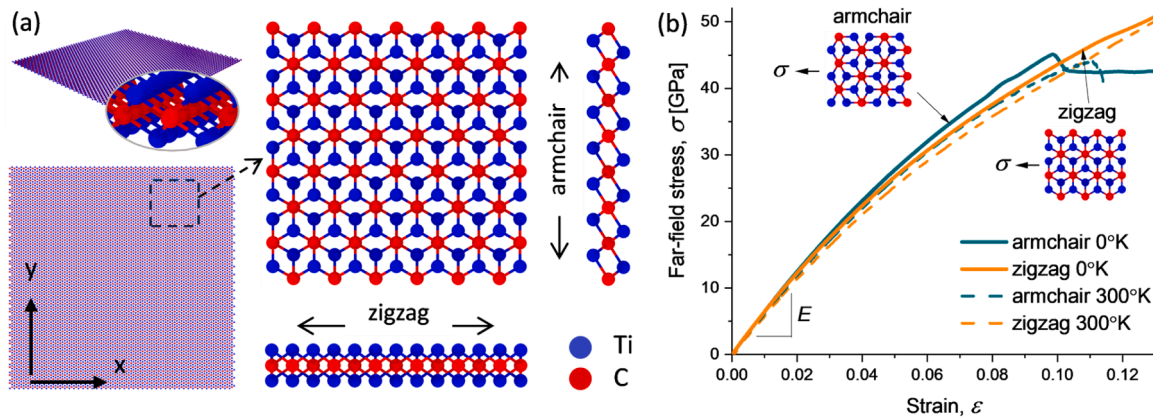 (a)
armchair
zigzag
y
x
Ti
C
(b)
Far-field stress, σ [GPa]
50
40
30
20
10
0
armchair
σ
zigzag
σ
E
armchair 0°K
zigzag 0°K
armchair 300°K
zigzag 300°K
0.00 0.02 0.04 0.06 0.08 0.10 0.12
Strain, ε